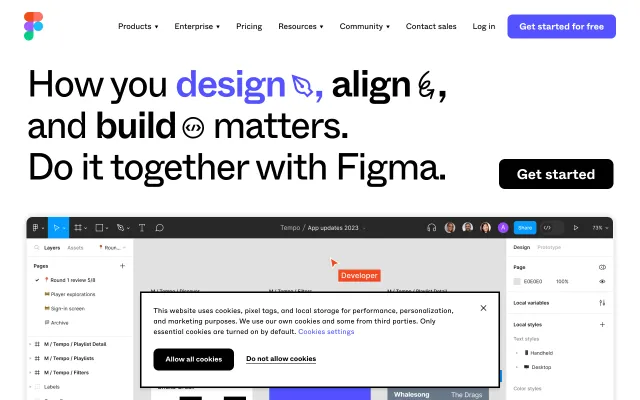 Products ▾ Enterprise ▾ Pricing Resources ▾ Community ▾ Contact sales Log in Get started for free
How you design, align,
and build matters.
Do it together with Figma.
Get started
Tempo / App updates 2023
A Share 73%
Layers Assets Roun...
Pages
Round 1 review 5/8
Player explorations
Sign-in screen
Archive
M / Tempo / Playlist Detail
M / Tempo / Playlists
M / Tempo / Filters
Labels
Developer
M / Tempo / Discover
M / Tempo / Filters
M / Tempo / Playlist Detail
This website uses cookies, pixel tags, and local storage for performance, personalization,
and marketing purposes. We use our own cookies and some from third parties. Only
essential cookies are turned on by default. Cookies settings
Allow all cookies Do not allow cookies
Whalesong The Drags
Design Prototype
Page
E0E0E0 100%
Local variables
Local styles
Text styles
Handheld
Desktop
Color styles